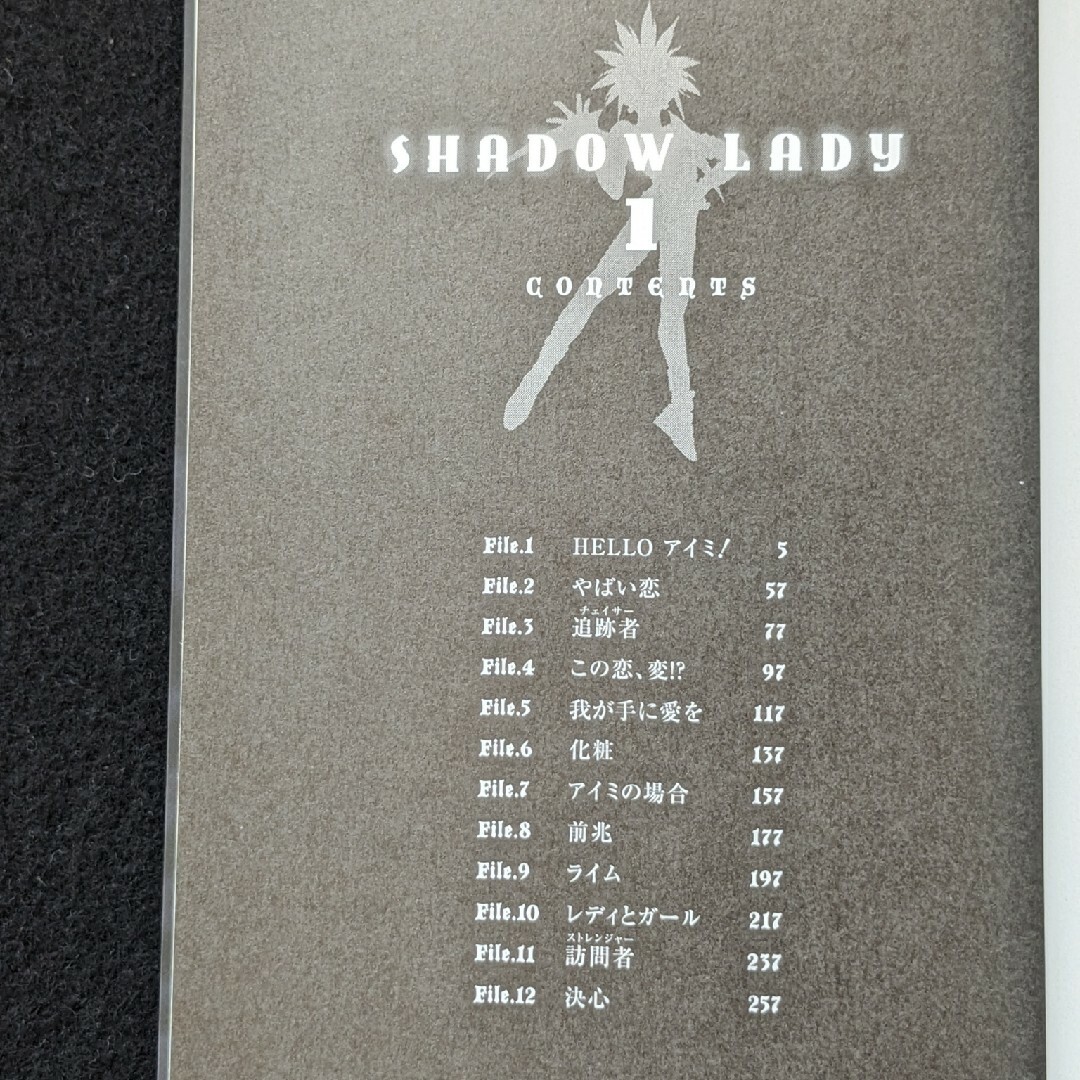 SHADOW LADY
1
CONTENTS
File.1 HELLO アイミ! 5
File.2 やばい恋 57
チェイサー
File.3 追跡者 77
File.4 この恋、変!? 97
File.5 我が手に愛を 117
File.6 化粧 137
File.7 アイミの場合 157
File.8 前兆 177
File.9 ライム 197
File.10 レディとガール 217
ストレンジャー
File.11 訪問者 237
File.12 決心 257